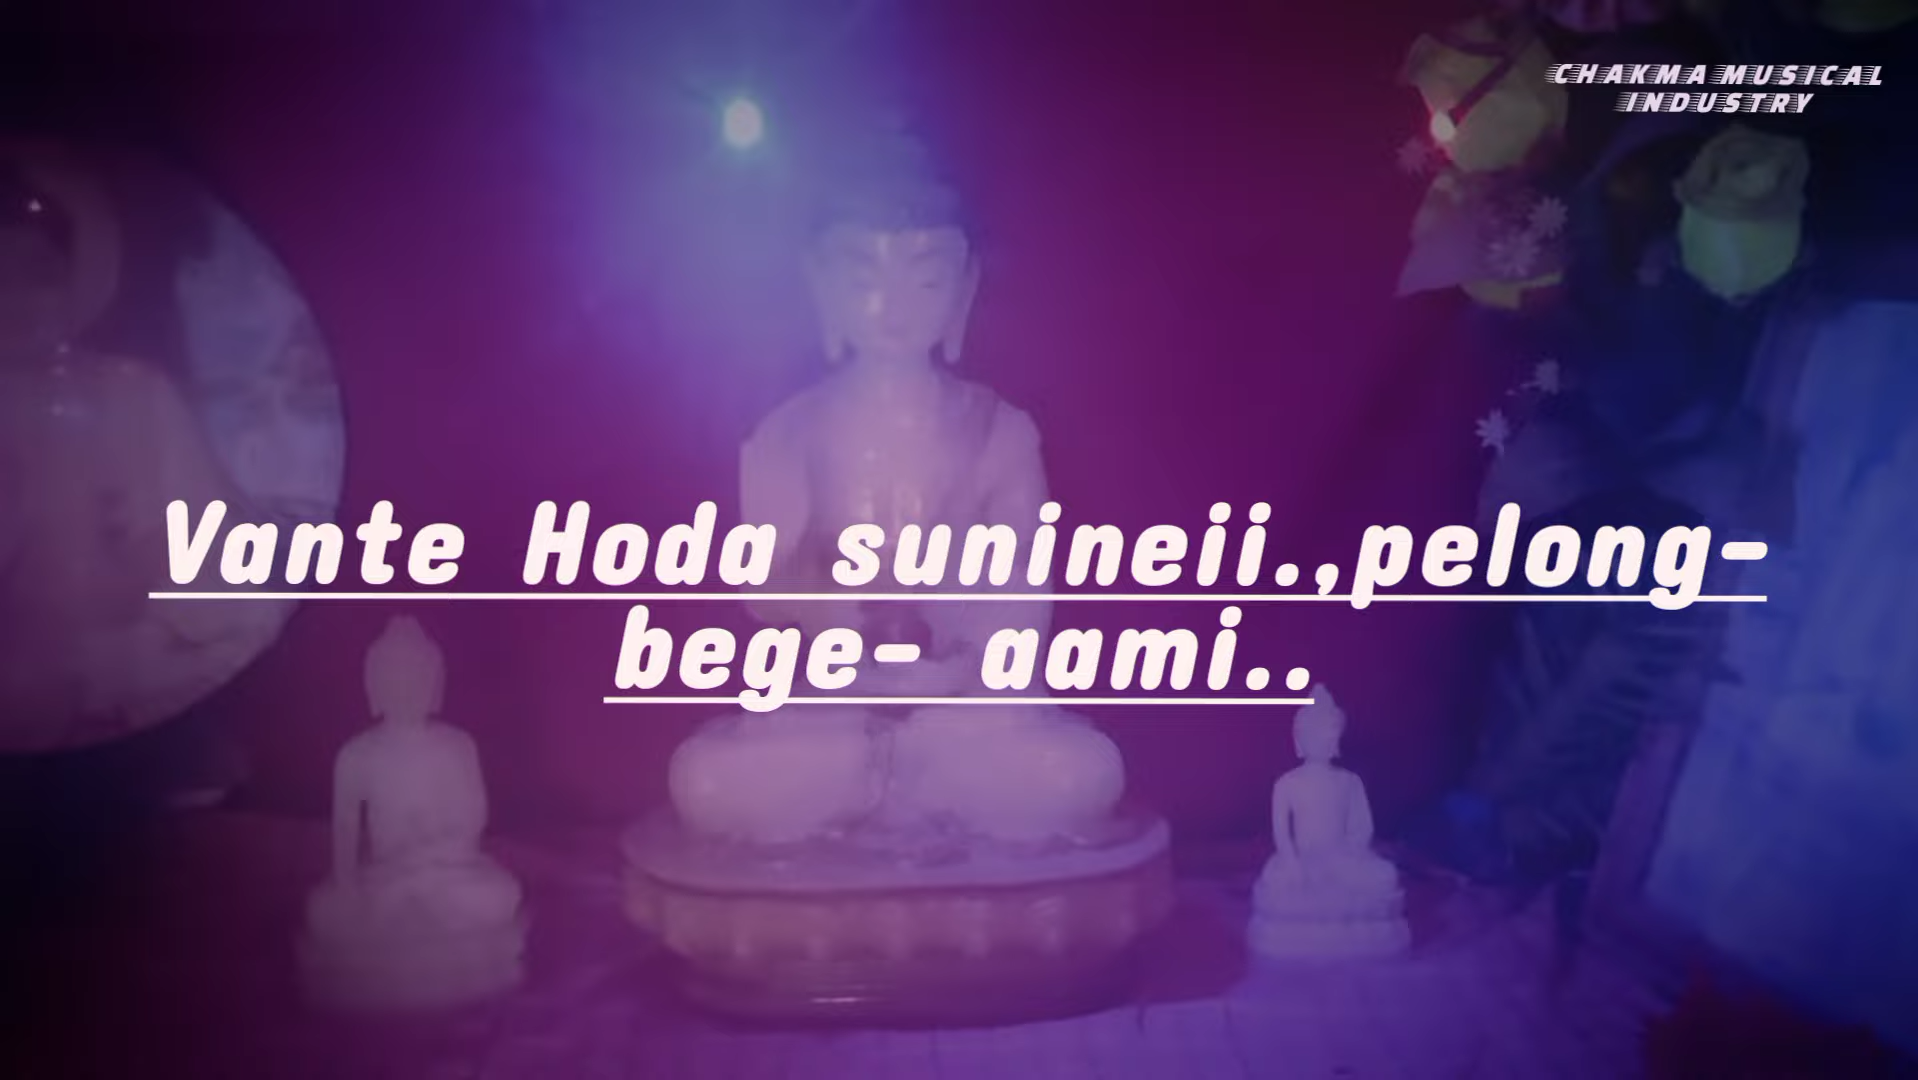 CHAKMA MUSICAL
INDUSTRY
Vante Hoda sunineii.,pelong-
bege- aami..